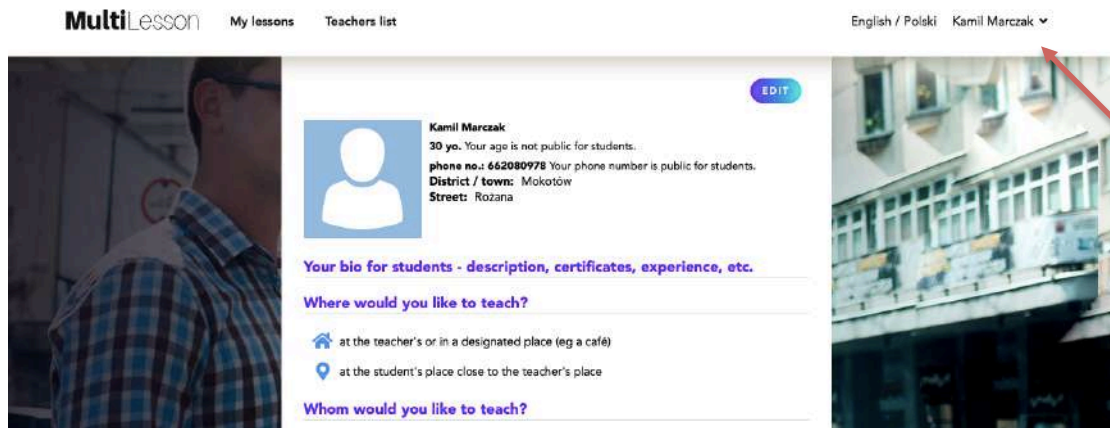 MultiLesson My lessons Teachers list English / Polski Kamil Marczak
EDIT
Kamil Marczak
30 yo. Your age is not public for students.
phone no.: 662080978 Your phone number is public for students.
District / town: Mokotów
Street: Rożana
Your bio for students - description, certificates, experience, etc.
Where would you like to teach?
at the teacher's or in a designated place (eg a café)
at the student's place close to the teacher's place
Whom would you like to teach?